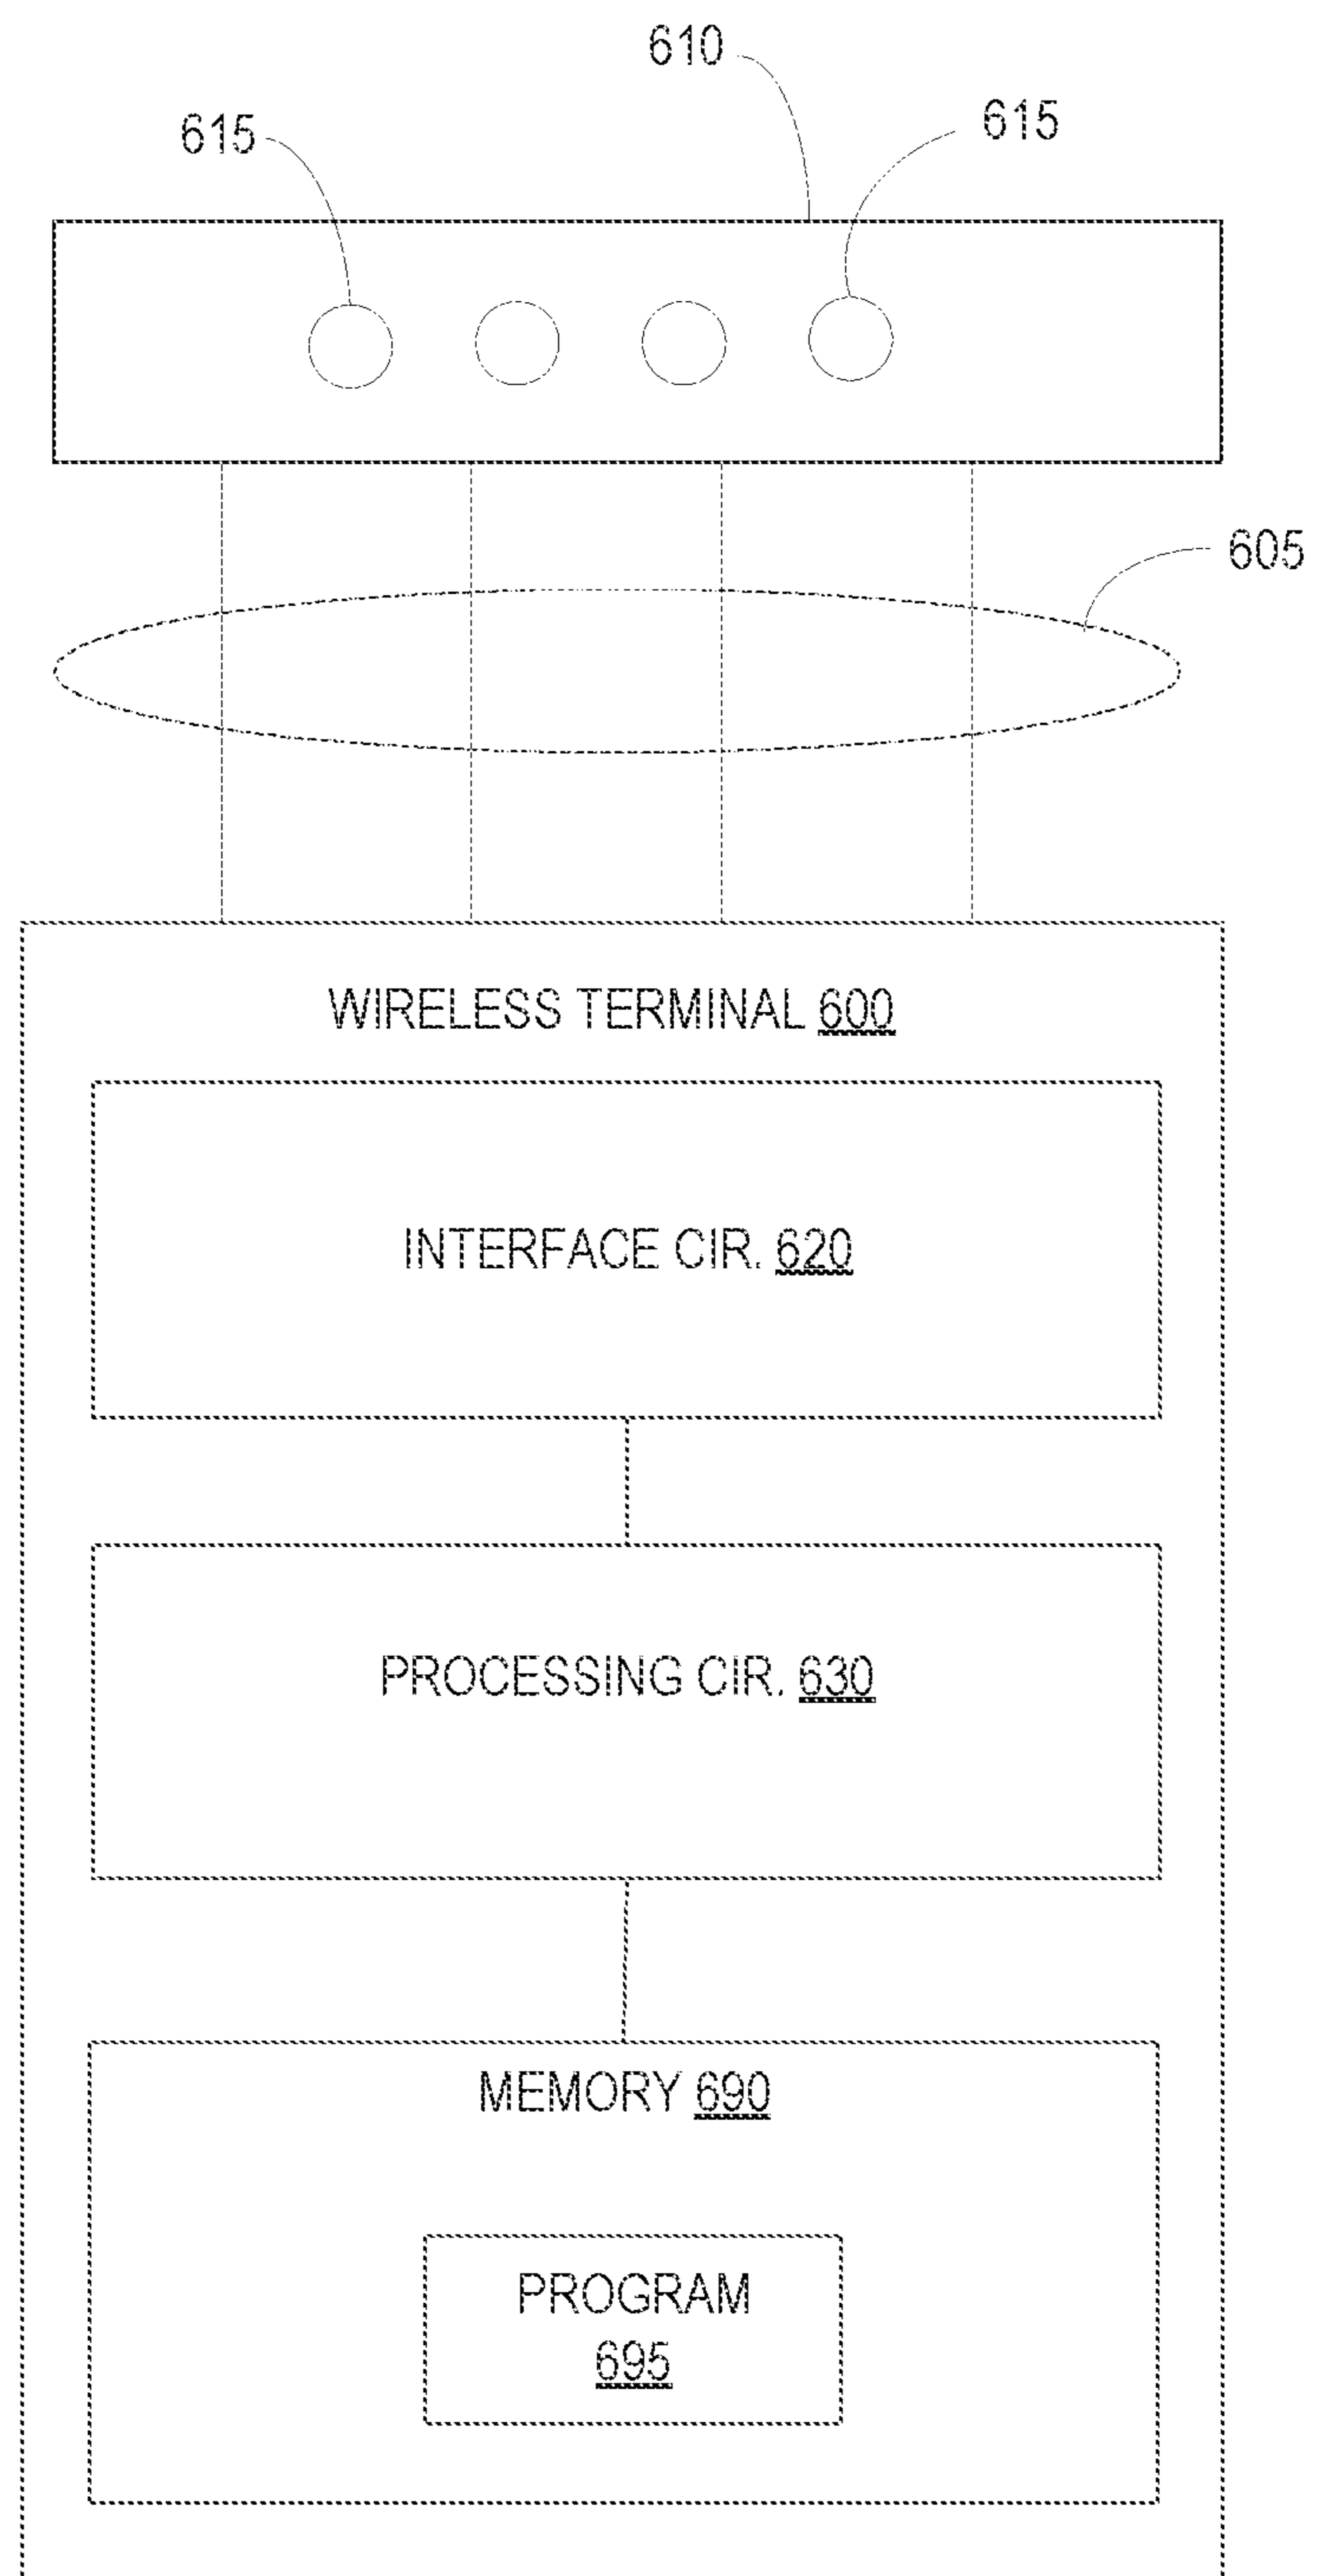 610
615
615
605
WIRELESS TERMINAL 600
INTERFACE CIR. 620
PROCESSING CIR. 630
MEMORY 690
PROGRAM
695